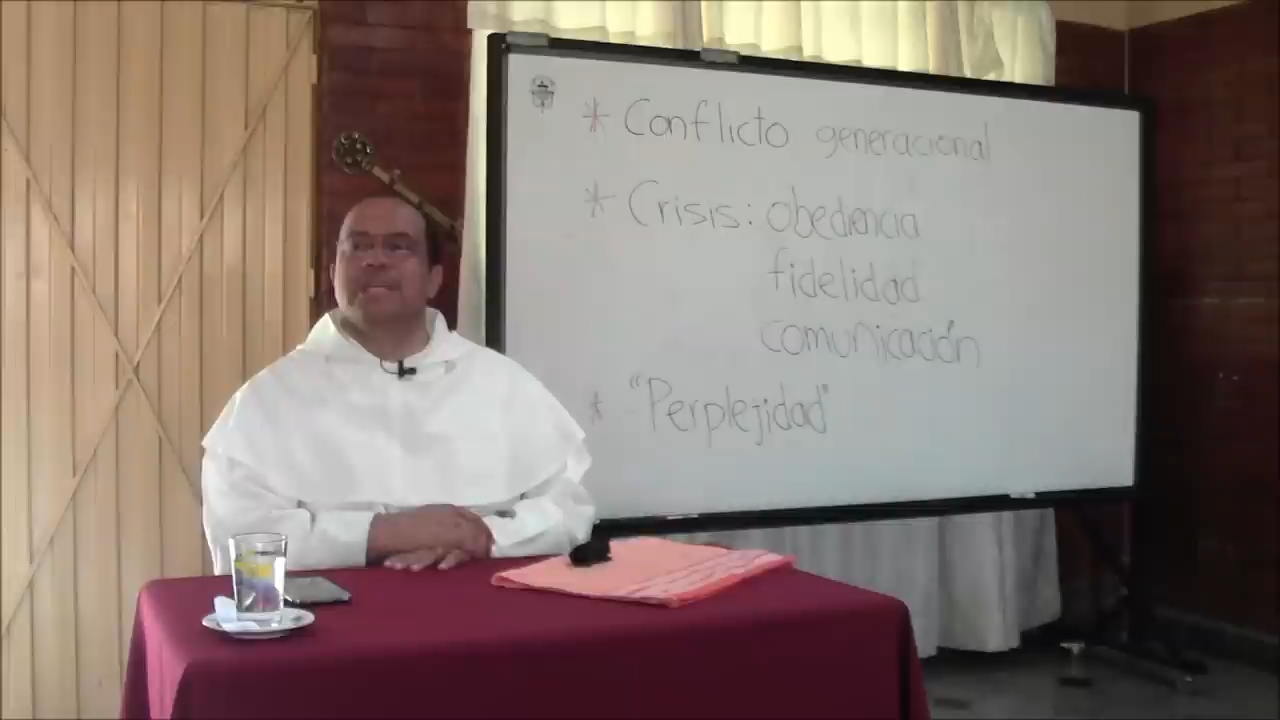 * Conflicto generacional
* Crisis: obediencia
fidelidad
comunicación
* "Perplejidad"